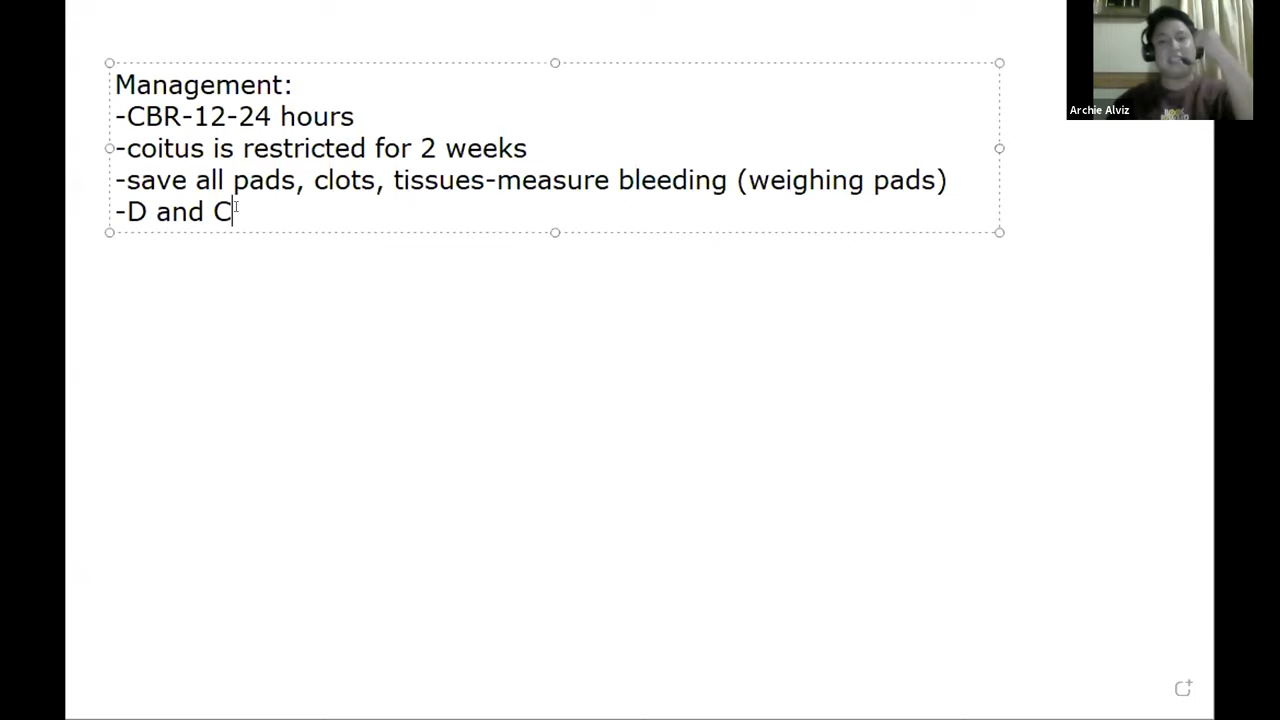 Management:
-CBR-12-24 hours
-coitus is restricted for 2 weeks
-save all pads, clots, tissues-measure bleeding (weighing pads)
-D and C
Archie Alviz